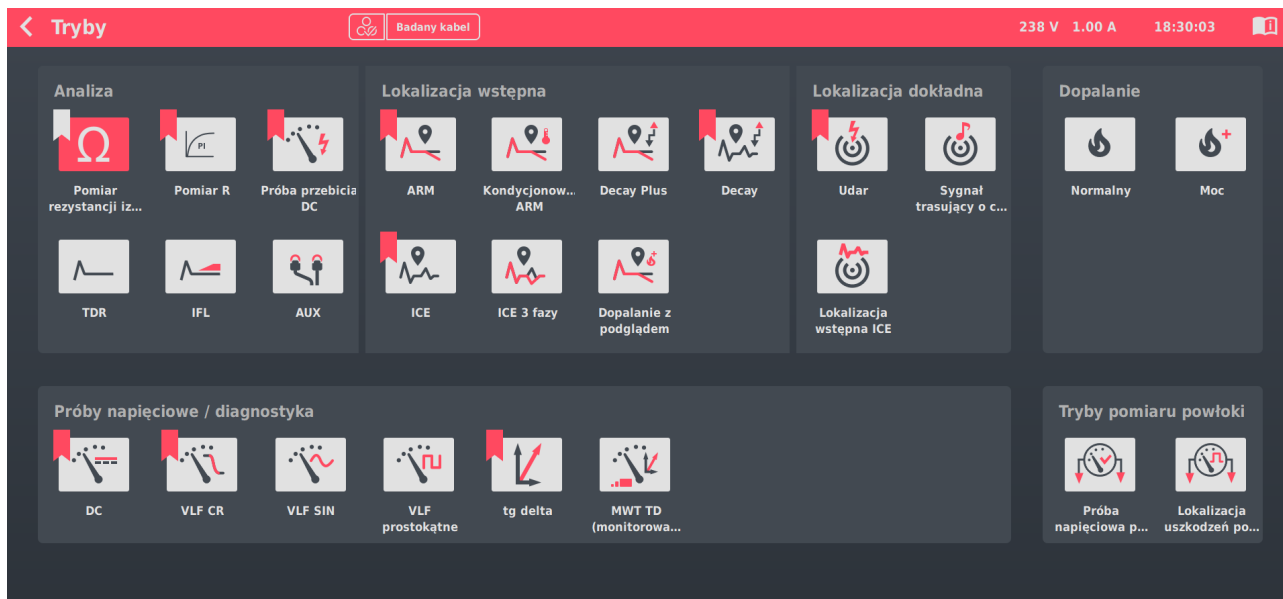 Tryby
Badany kabel
238 V 1.00 A 18:30:03
Analiza
Pomiar
rezystancji iz...
Pomiar R
PI
Próba przebicia
DC
TDR
IFL
AUX
Lokalizacja wstępna
ARM
Kondycjonow...
ARM
Decay Plus
Decay
ICE
ICE 3 fazy
Dopalanie z
podglądem
Lokalizacja dokładna
Udar
Sygnał
trasujący o c...
Lokalizacja
wstępna ICE
Dopalanie
Normalny
Moc
Próby napięciowe / diagnostyka
DC
VLF CR
VLF SIN
VLF
prostokątne
tg delta
MWT TD
(monitorowa...
Tryby pomiaru powłoki
Próba
napięciowa p...
Lokalizacja
uszkodzeń po...